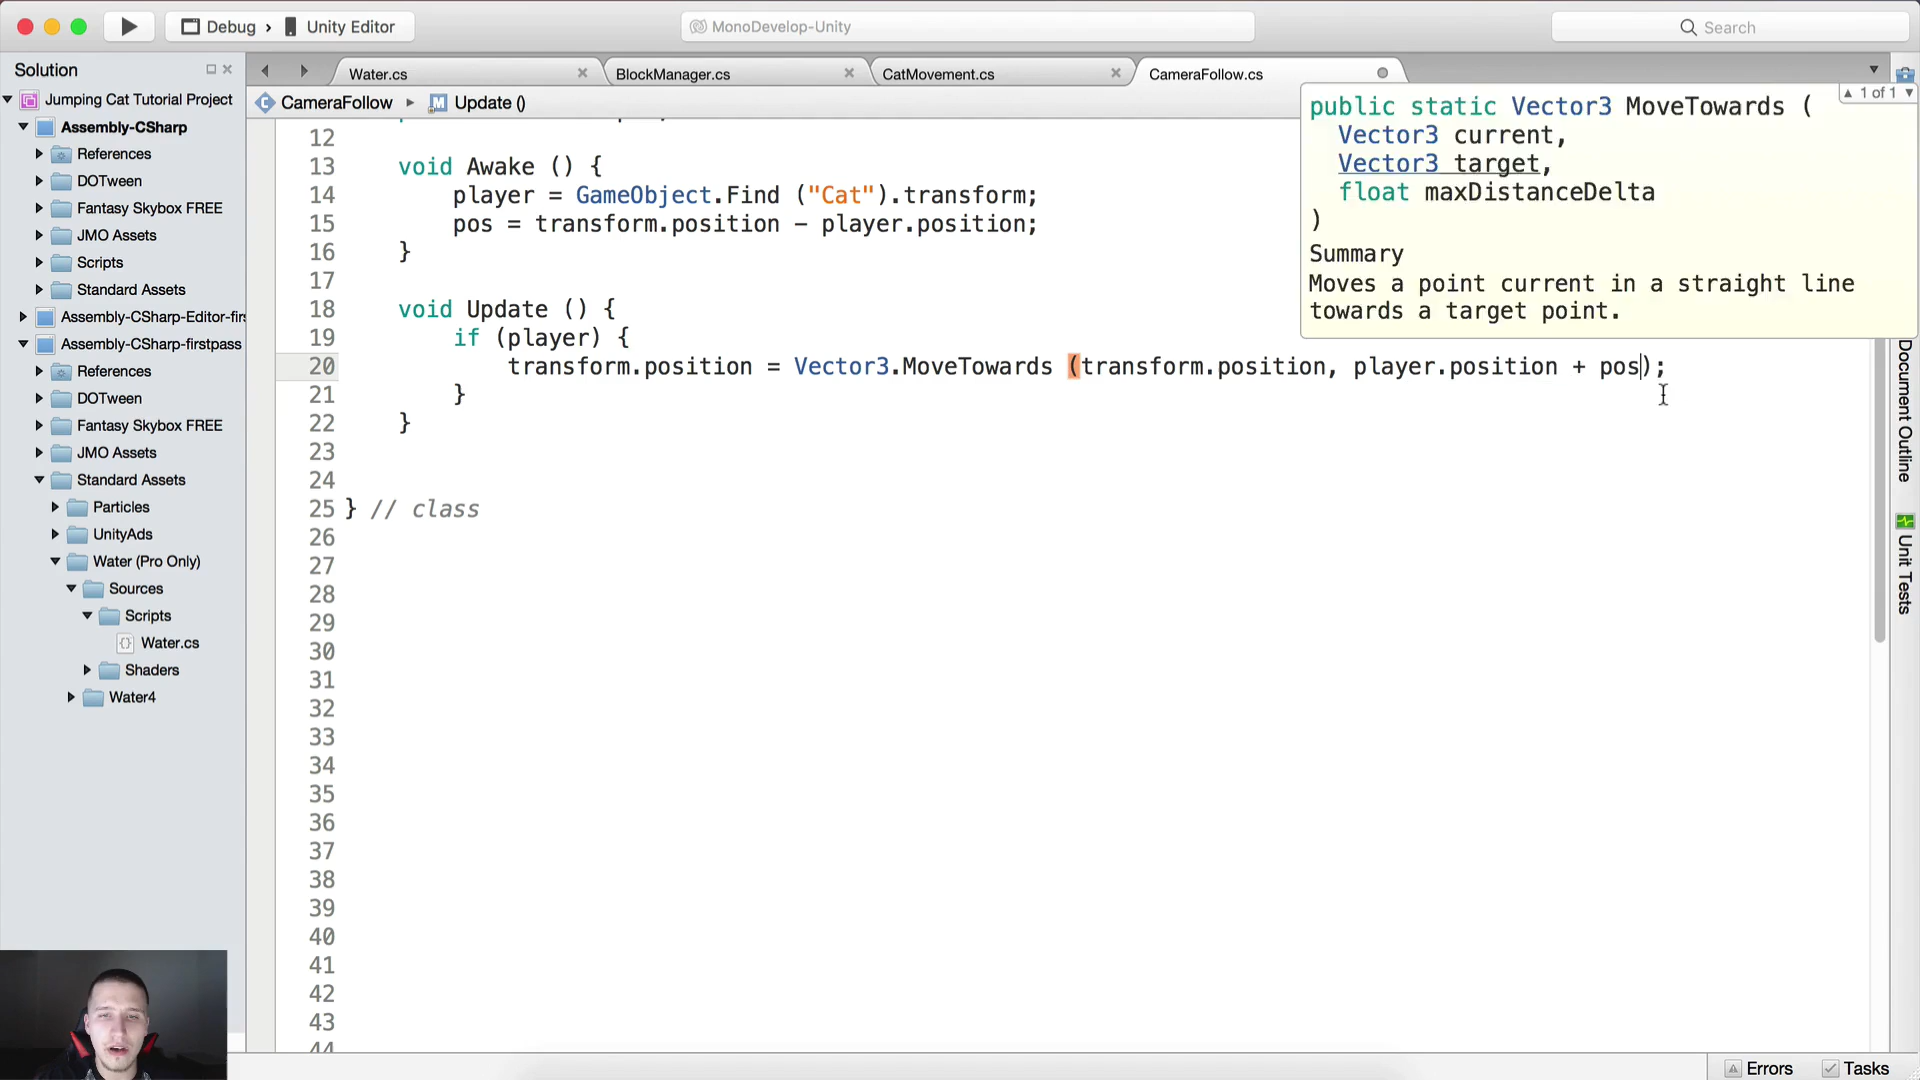 Debug › Unity Editor
MonoDevelop-Unity
Search
Solution
Water.cs
BlockManager.cs
CatMovement.cs
CameraFollow.cs
CameraFollow
Update ()
Jumping Cat Tutorial Project
Assembly-CSharp
References
DOTween
Fantasy Skybox FREE
JMO Assets
Scripts
Standard Assets
Assembly-CSharp-Editor-fir
Assembly-CSharp-firstpass
References
DOTween
Fantasy Skybox FREE
JMO Assets
Standard Assets
Particles
UnityAds
Water (Pro Only)
Sources
Scripts
Water.cs
Shaders
Water4
12
13 void Awake () {
14 player = GameObject.Find ("Cat").transform;
15 pos = transform.position - player.position;
16 }
17
18 void Update () {
19 if (player) {
20 transform.position = Vector3.MoveTowards (transform.position, player.position + pos);
21 }
22 }
23
24
25 } // class
26
27
28
29
30
31
32
33
34
35
36
37
38
39
40
41
42
43
44
1 of 1
public static Vector3 MoveTowards (
Vector3 current,
Vector3 target,
float maxDistanceDelta
)
Summary
Moves a point current in a straight line
towards a target point.
Document Outline
Unit Tests
Errors
Tasks